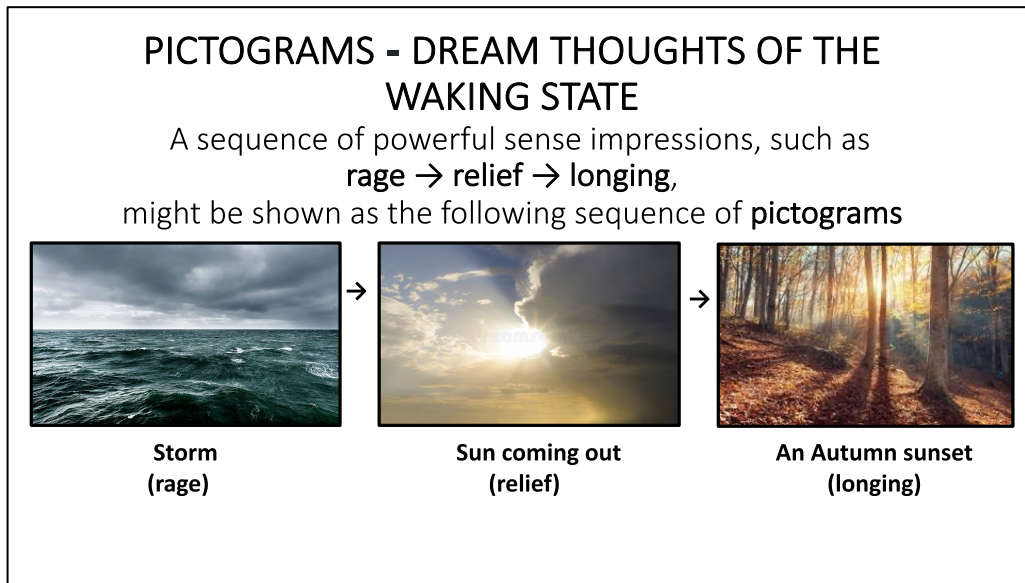 PICTOGRAMS - DREAM THOUGHTS OF THE
WAKING STATE
A sequence of powerful sense impressions, such as
rage → relief → longing,
might be shown as the following sequence of pictograms
→ →
Storm Sun coming out An Autumn sunset
(rage) (relief) (longing)